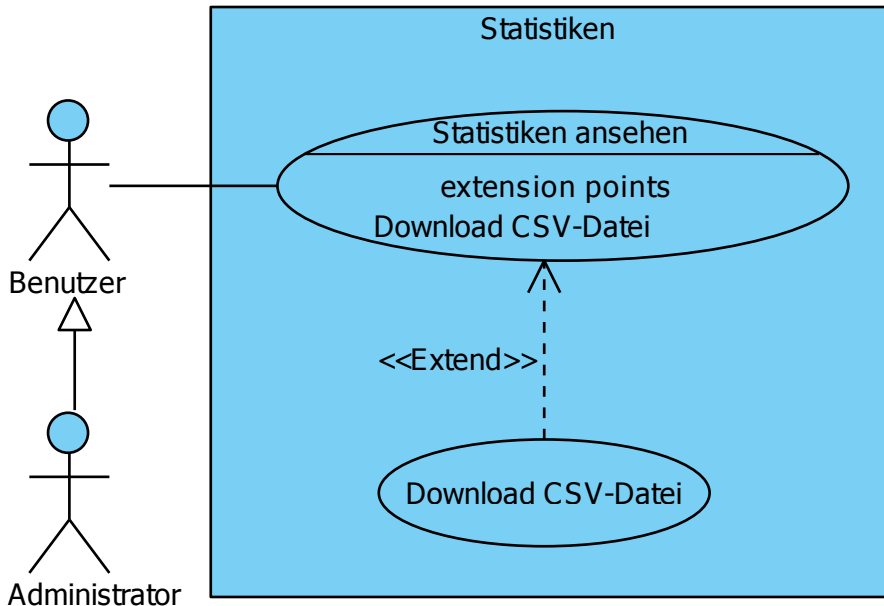 Statistiken
Statistiken ansehen
extension points
Download CSV-Datei
Benutzer
<<Extend>>
Download CSV-Datei
Administrator